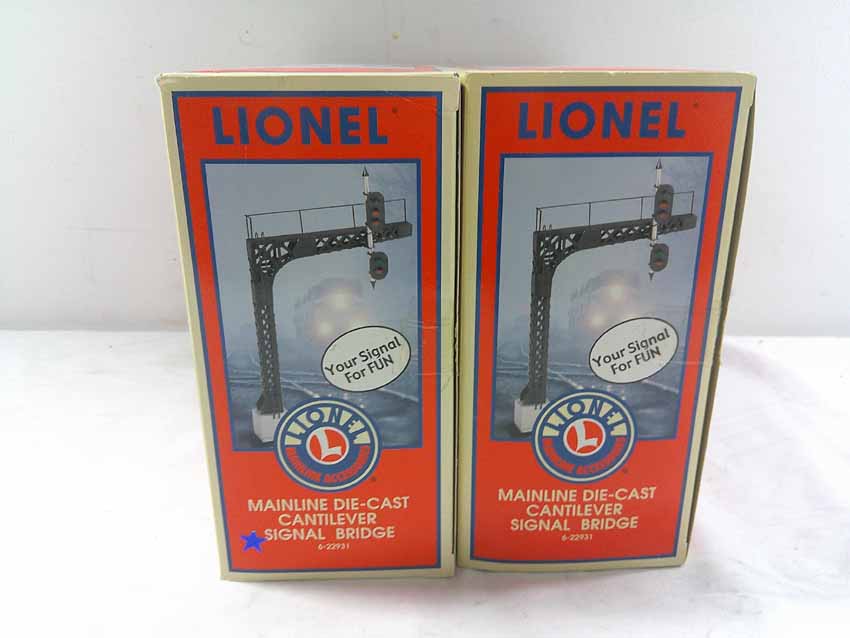 LIONEL
Your Signal
For FUN
LIONEL
L
MAINLINE ACCESSORIES
MAINLINE DIE-CAST
CANTILEVER
SIGNAL BRIDGE
6-22931
LIONEL
Your Signal
For FUN
LIONEL
L
MAINLINE ACCESSORIES
MAINLINE DIE-CAST
CANTILEVER
SIGNAL BRIDGE
6-22931